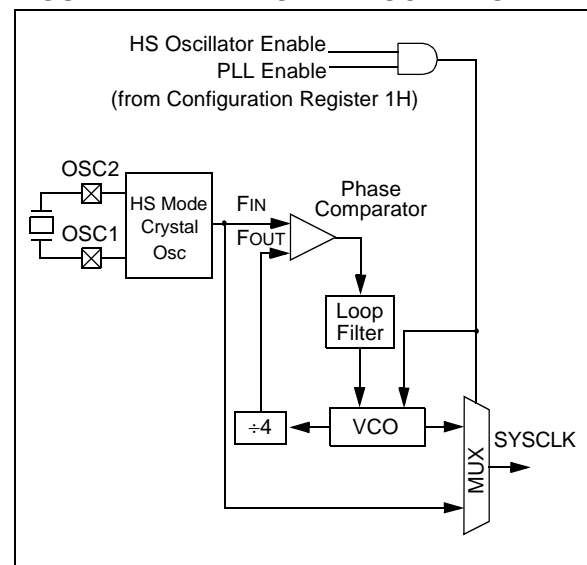 HS Oscillator Enable
PLL Enable
(from Configuration Register 1H)
OSC2
OSC1
HS Mode
Crystal
Osc
FIN
FOUT
Phase
Comparator
Loop
Filter
÷4
VCO
MUX
SYSCLK